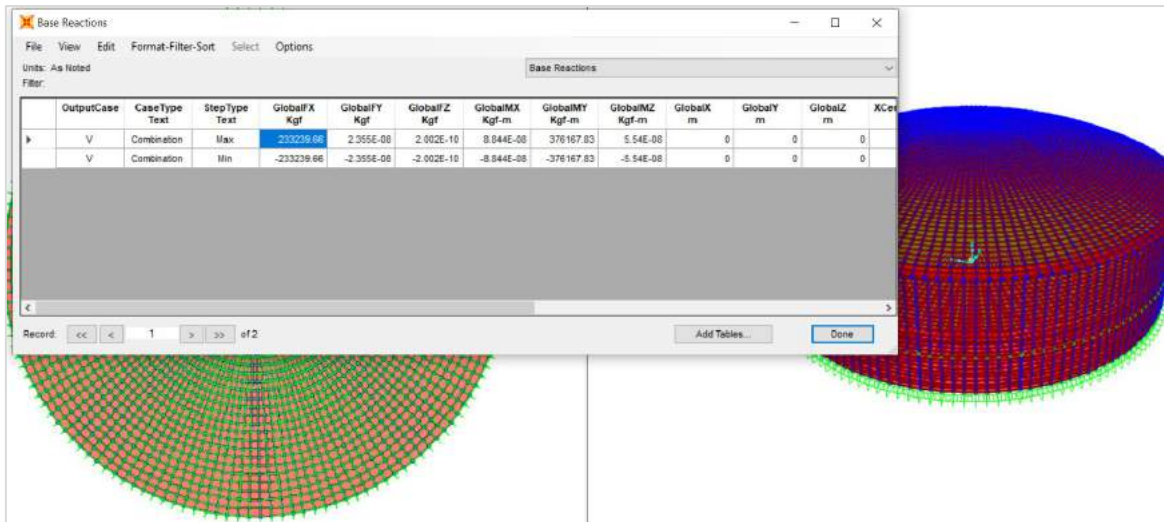 Base Reactions
File View Edit Format-Filter-Sort Select Options
Units: As Noted
Base Reactions
Filter:
OutputCase CaseType Text StepType Text GlobalFX Kgf GlobalFY Kgf GlobalFZ Kgf GlobalMX Kgf-m GlobalMY Kgf-m GlobalMZ Kgf-m GlobalX m GlobalY m GlobalZ m XCer
V Combination Max 233239.66 2.355E-08 2.002E-10 8.844E-08 376167.83 5.54E-08 0 0 0
V Combination Min -233239.66 -2.355E-08 -2.002E-10 -8.844E-08 -376167.83 -5.54E-08 0 0 0
Record: << < 1 > >> of 2 Add Tables... Done